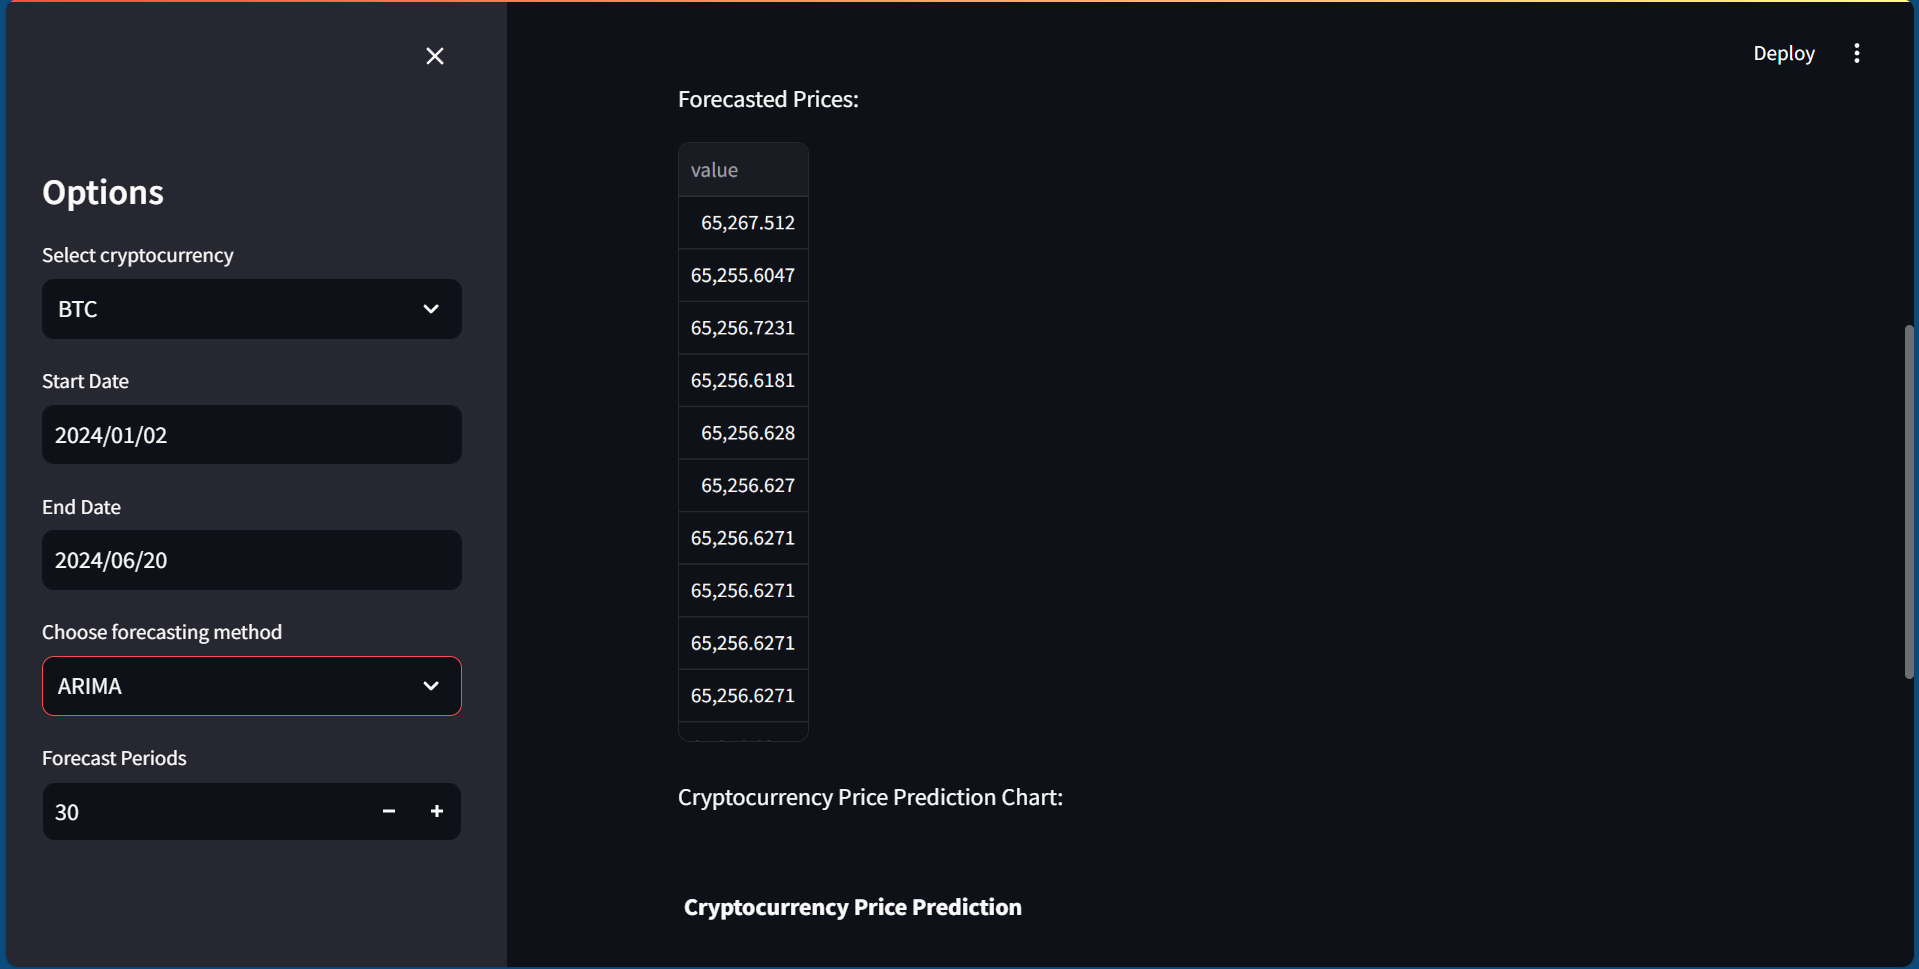 Options
Select cryptocurrency
BTC
Start Date
2024/01/02
End Date
2024/06/20
Choose forecasting method
ARIMA
Forecast Periods
30
Deploy
Forecasted Prices:
value
65,267.512
65,255.6047
65,256.7231
65,256.6181
65,256.628
65,256.627
65,256.6271
65,256.6271
65,256.6271
65,256.6271
Cryptocurrency Price Prediction Chart:
Cryptocurrency Price Prediction